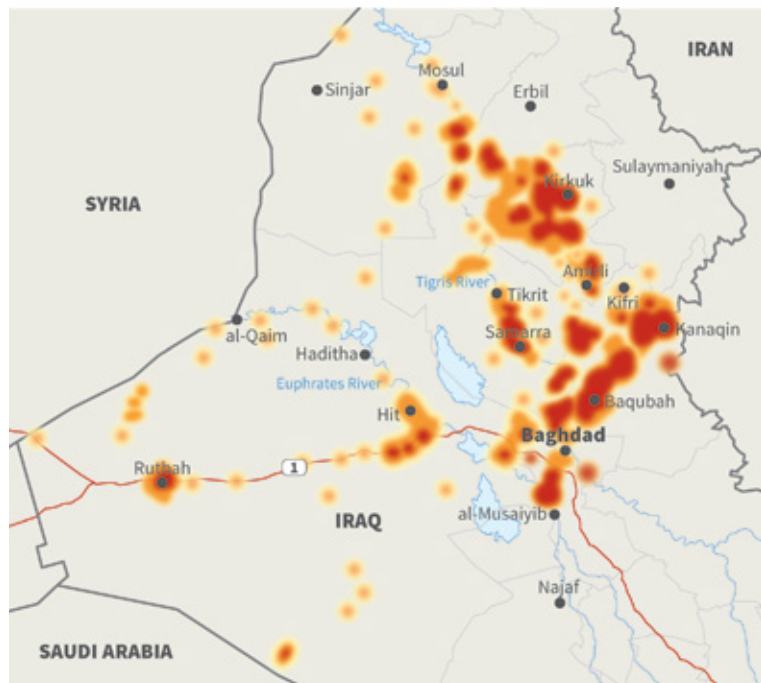 IRAN
Mosul
Sinjar
Erbil
Sulaymaniyah
Kirkuk
SYRIA
Amirli
Tigris River
Tikrit
Kifri
al-Qaim
Samarra
Kanaqin
Haditha
Euphrates River
Hit
Baqubah
Baghdad
Rutbah
1
al-Musaiyib
IRAQ
Najaf
SAUDI ARABIA